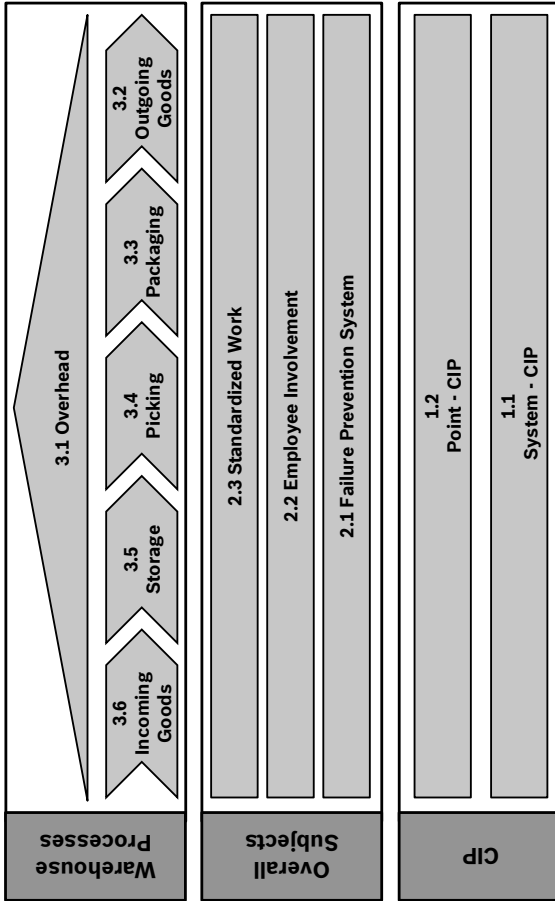 Warehouse
Processes
3.1 Overhead
3.6
Incoming
Goods
3.5
Storage
3.4
Picking
3.3
Packaging
3.2
Outgoing
Goods
Overall
Subjects
2.3 Standardized Work
2.2 Employee Involvement
2.1 Failure Prevention System
CIP
1.2
Point - CIP
1.1
System - CIP